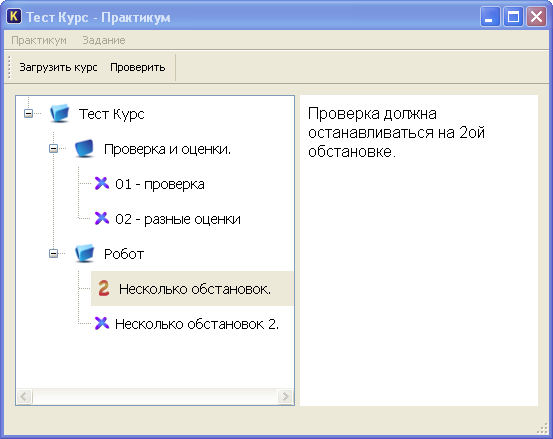 K Тест Курс - Практикум
Практикум Задание
Загрузить курс Проверить
Тест Курс
Проверка и оценки.
01 - проверка
02 - разные оценки
Робот
2 Несколько обстановок.
Несколько обстановок 2.
Проверка должна
останавливаться на 2ой
обстановке.